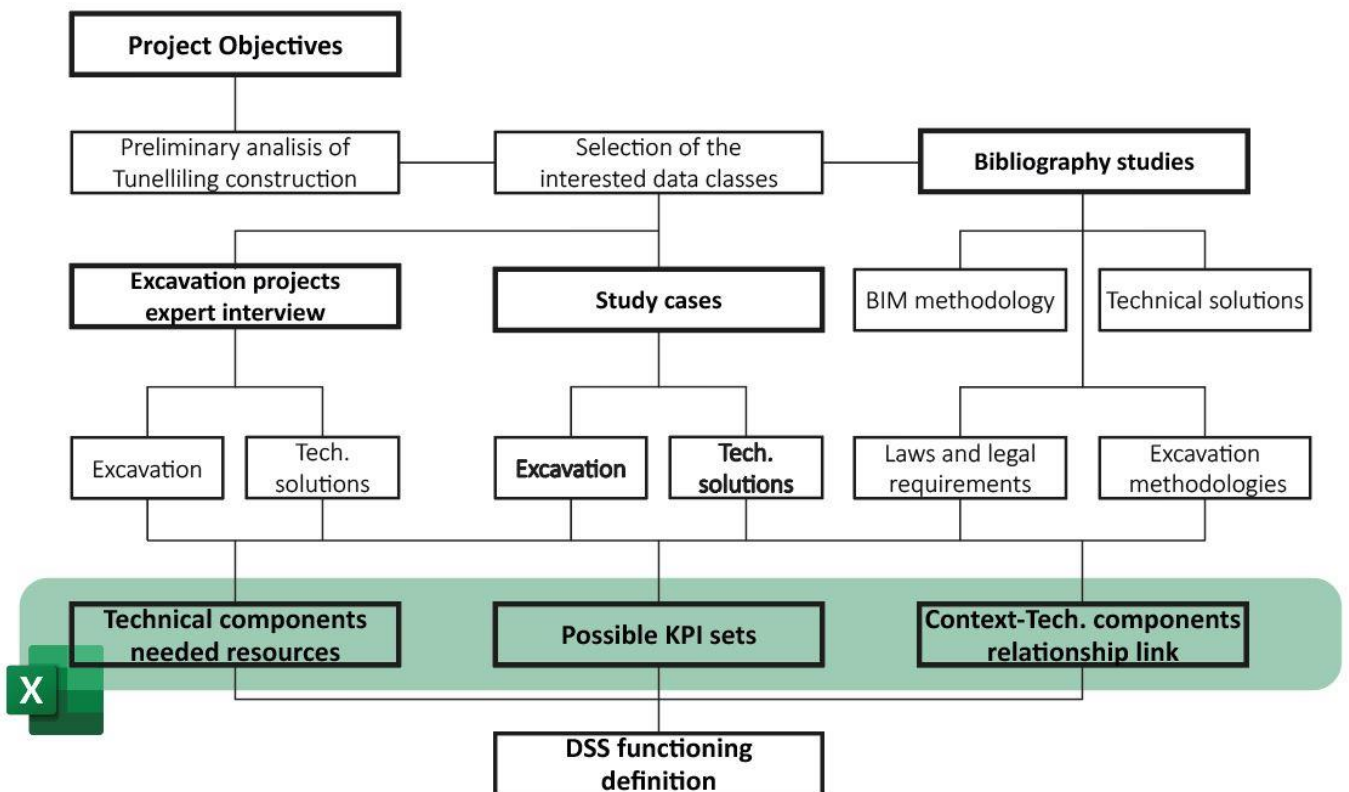 Project Objectives
Preliminary analisis of
Tunelliling construction
Selection of the
interested data classes
Bibliography studies
Excavation projects
expert interview
Study cases
BIM methodology
Technical solutions
Excavation
Tech.
solutions
Excavation
Tech.
solutions
Laws and legal
requirements
Excavation
methodologies
Technical components
needed resources
Possible KPI sets
Context-Tech. components
relationship link
X
DSS functioning
definition